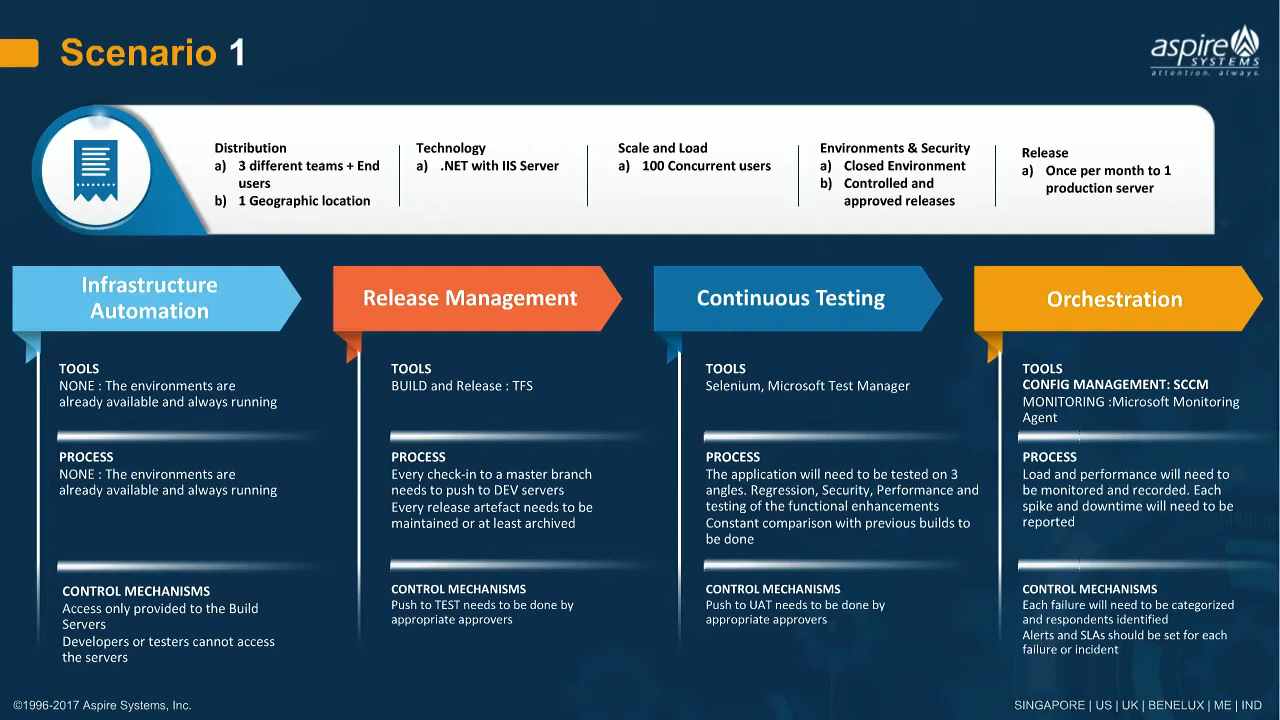 Scenario 1
aspire
SYSTEMS
attention. always.
Distribution
a) 3 different teams + End
users
b) 1 Geographic location
Technology
a) .NET with IIS Server
Scale and Load
a) 100 Concurrent users
Environments & Security
a) Closed Environment
b) Controlled and
approved releases
Release
a) Once per month to 1
production server
Infrastructure
Automation
TOOLS
NONE : The environments are
already available and always running
PROCESS
NONE : The environments are
already available and always running
CONTROL MECHANISMS
Access only provided to the Build
Servers
Developers or testers cannot access
the servers
Release Management
TOOLS
BUILD and Release : TFS
PROCESS
Every check-in to a master branch
needs to push to DEV servers
Every release artefact needs to be
maintained or at least archived
CONTROL MECHANISMS
Push to TEST needs to be done by
appropriate approvers
Continuous Testing
TOOLS
Selenium, Microsoft Test Manager
PROCESS
The application will need to be tested on 3
angles. Regression, Security, Performance and
testing of the functional enhancements
Constant comparison with previous builds to
be done
CONTROL MECHANISMS
Push to UAT needs to be done by
appropriate approvers
Orchestration
TOOLS
CONFIG MANAGEMENT: SCCM
MONITORING :Microsoft Monitoring
Agent
PROCESS
Load and performance will need to
be monitored and recorded. Each
spike and downtime will need to be
reported
CONTROL MECHANISMS
Each failure will need to be categorized
and respondents identified
Alerts and SLAs should be set for each
failure or incident
©1996-2017 Aspire Systems, Inc.
SINGAPORE | US | UK | BENELUX | ME | IND